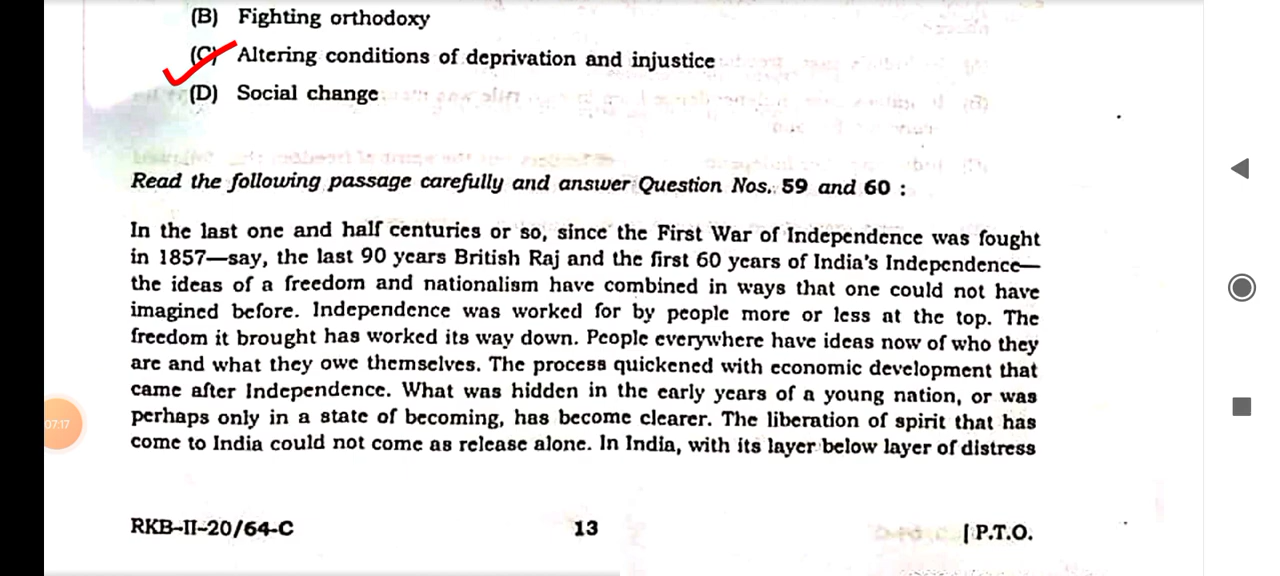 (B) Fighting orthodoxy
(C) Altering conditions of deprivation and injustice
(D) Social change
Read the following passage carefully and answer Question Nos. 59 and 60 :
In the last one and half centuries or so, since the First War of Independence was fought
in 1857—say, the last 90 years British Raj and the first 60 years of India's Independence—
the ideas of a freedom and nationalism have combined in ways that one could not have
imagined before. Independence was worked for by people more or less at the top. The
freedom it brought has worked its way down. People everywhere have ideas now of who they
are and what they owe themselves. The process quickened with economic development that
came after Independence. What was hidden in the early years of a young nation, or was
perhaps only in a state of becoming, has become clearer. The liberation of spirit that has
come to India could not come as release alone. In India, with its layer below layer of distress
07:17
RKB–II–20/64–C 13 [ P.T.O.